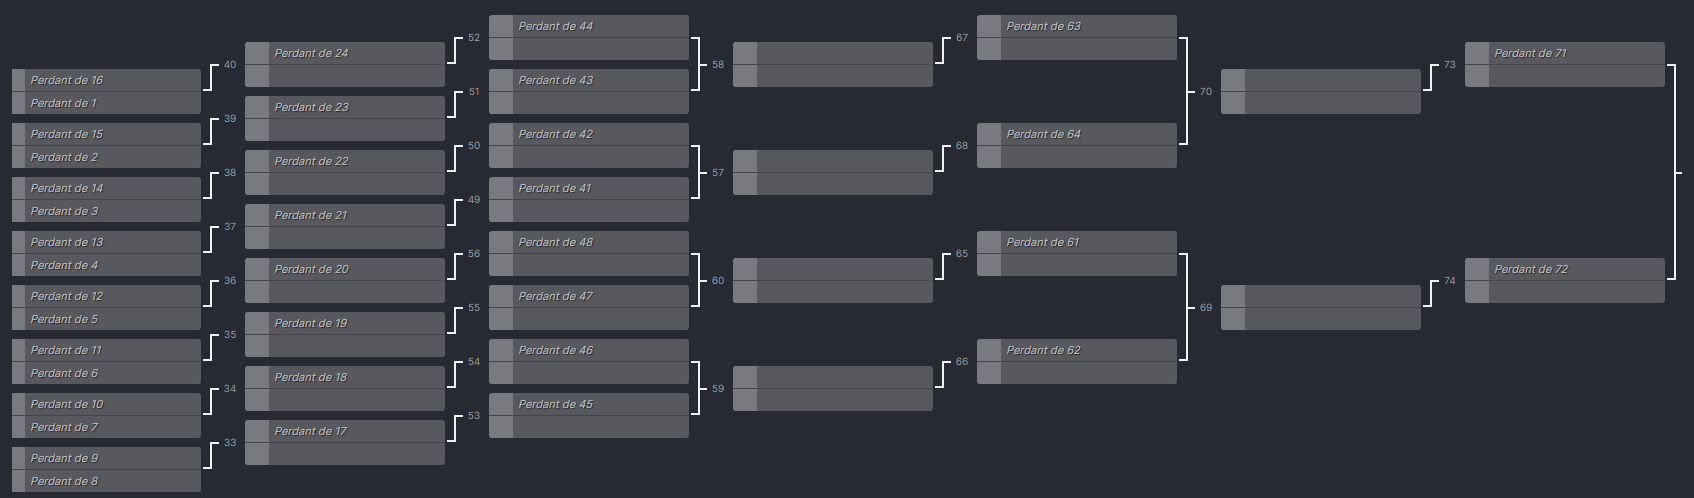 Perdant de 16
Perdant de 1
Perdant de 15
Perdant de 2
Perdant de 14
Perdant de 3
Perdant de 13
Perdant de 4
Perdant de 12
Perdant de 5
Perdant de 11
Perdant de 6
Perdant de 10
Perdant de 7
Perdant de 9
Perdant de 8
40
Perdant de 24
39
Perdant de 23
38
Perdant de 22
37
Perdant de 21
36
Perdant de 20
35
Perdant de 19
34
Perdant de 18
33
Perdant de 17
52
Perdant de 44
51
Perdant de 43
50
Perdant de 42
49
Perdant de 41
56
Perdant de 48
55
Perdant de 47
54
Perdant de 46
53
Perdant de 45
58
57
60
59
67
Perdant de 63
68
Perdant de 64
65
Perdant de 61
66
Perdant de 62
70
69
73
Perdant de 71
74
Perdant de 72